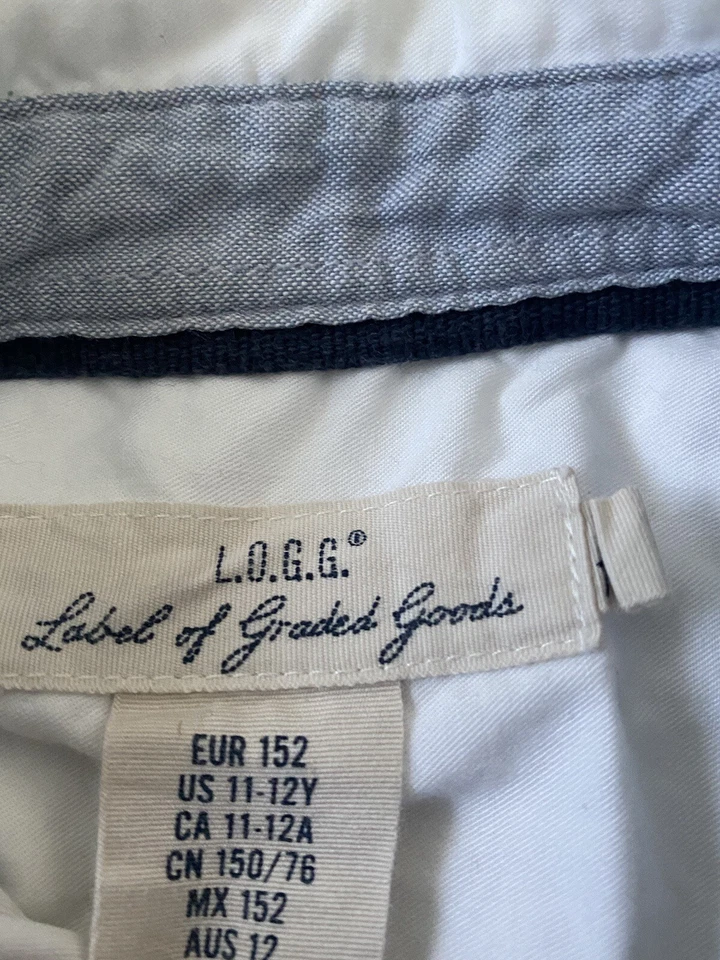 L.O.G.G.®
Label of Graded Goods
EUR 152
US 11-12Y
CA 11-12A
CN 150/76
MX 152
AUS 12